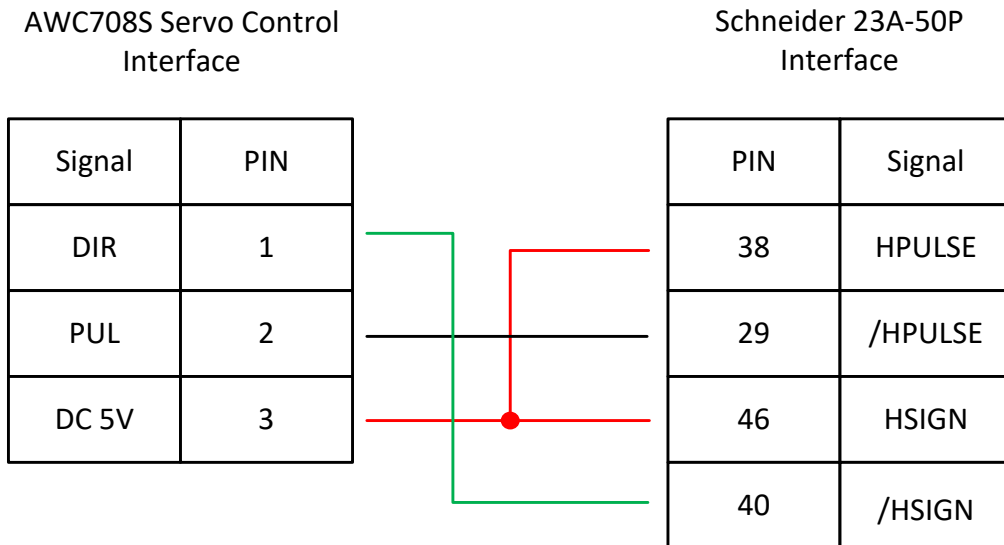 AWC708S Servo Control
Interface
Schneider 23A-50P
Interface
Signal PIN
DIR 1
PUL 2
DC 5V 3
PIN Signal
38 HPULSE
29 /HPULSE
46 HSIGN
40 /HSIGN